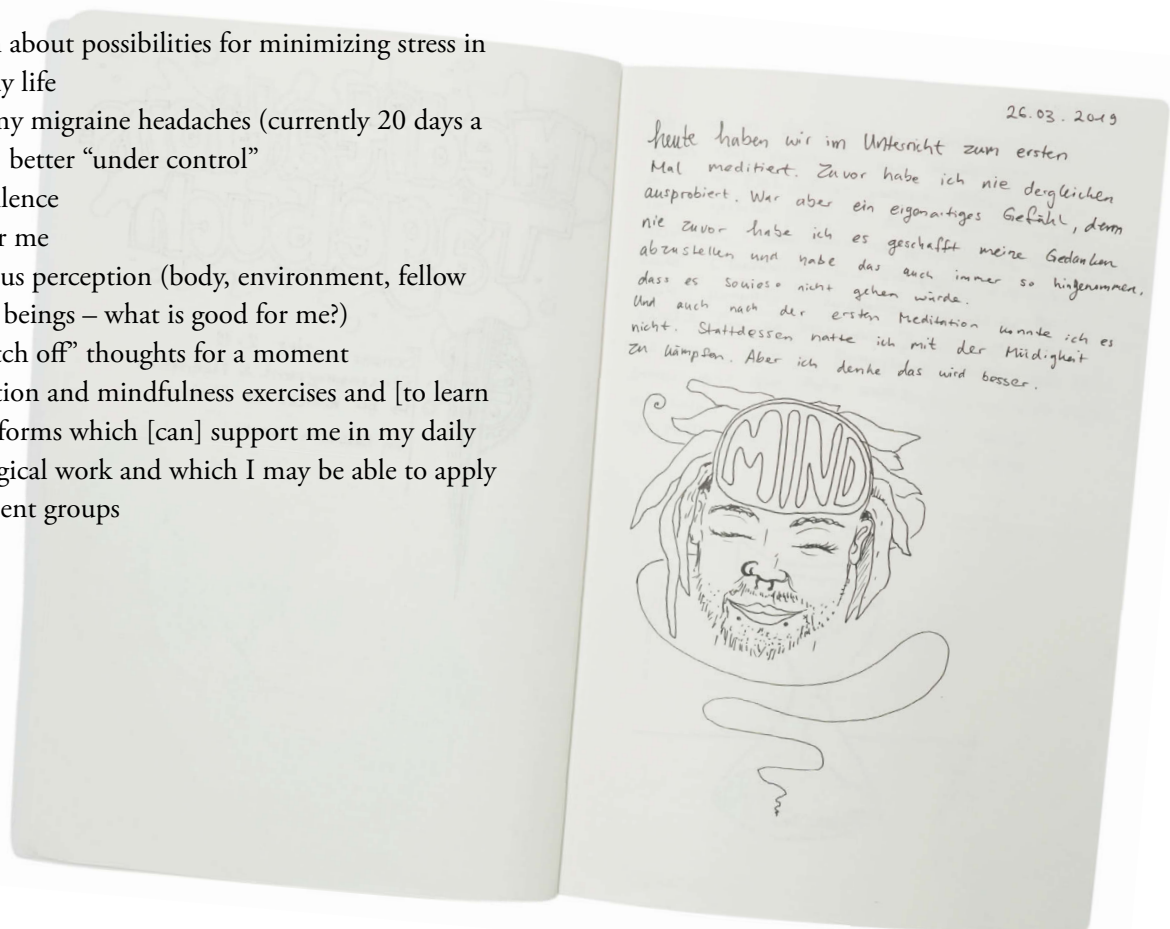 about possibilities for minimizing stress in
y life
ny migraine headaches (currently 20 days a
better “under control”
ilence
r me
us perception (body, environment, fellow
beings – what is good for me?)
tch off” thoughts for a moment
tion and mindfulness exercises and [to learn
forms which [can] support me in my daily
gical work and which I may be able to apply
ent groups
26.03.2019
heute haben wir im Unterricht zum ersten
Mal meditiert. Zuvor habe ich nie dergleichen
ausprobiert. War aber ein eigenartiges Gefühl, denn
nie zuvor habe ich es geschafft meine Gedanken
abzustellen und habe das auch immer so hingenommen,
dass es sowieso nicht gehen würde.
Und auch nach der ersten Meditation konnte ich es
nicht. Stattdessen hatte ich mit der Müdigkeit
zu kämpfen. Aber ich denke das wird besser.
MIND